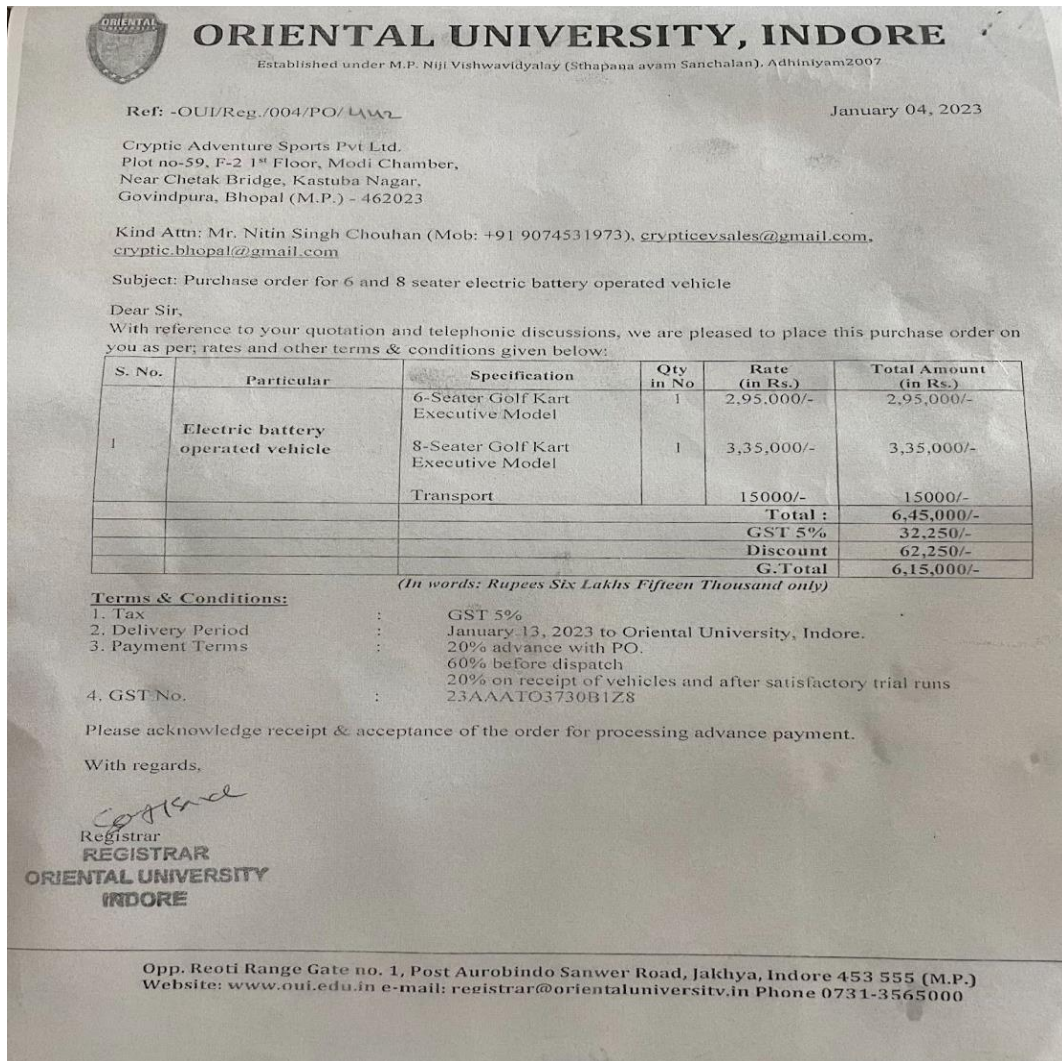 ORIENTAL
UNIVERSITY
ORIENTAL UNIVERSITY, INDORE
Established under M.P. Niji Vishwavidyalay (Sthapana avam Sanchalan), Adhiniyam2007
Ref: -OUI/Reg./004/PO/
January 04, 2023
Cryptic Adventure Sports Pvt Ltd.
Plot no-59, F-2 1st Floor, Modi Chamber,
Near Chetak Bridge, Kastuba Nagar,
Govindpura, Bhopal (M.P.) - 462023
Kind Attn: Mr. Nitin Singh Chouhan (Mob: +91 9074531973), crypticevsales@gmail.com,
cryptic.bhopal@gmail.com
Subject: Purchase order for 6 and 8 seater electric battery operated vehicle
Dear Sir,
With reference to your quotation and telephonic discussions, we are pleased to place this purchase order on
you as per; rates and other terms & conditions given below:
S. No. Particular Specification Qty in No Rate (in Rs.) Total Amount (in Rs.)
6-Seater Golf Kart 1 2,95,000/- 2,95,000/-
Executive Model
Electric battery
1 operated vehicle 8-Seater Golf Kart 1 3,35,000/- 3,35,000/-
Executive Model
Transport 15000/- 15000/-
Total : 6,45,000/-
GST 5% 32,250/-
Discount 62,250/-
G.Total 6,15,000/-
(In words: Rupees Six Lakhs Fifteen Thousand only)
Terms & Conditions:
1. Tax : GST 5%
2. Delivery Period : January 13, 2023 to Oriental University, Indore.
3. Payment Terms : 20% advance with PO.
60% before dispatch
20% on receipt of vehicles and after satisfactory trial runs
4. GST No. : 23AAATO3730B1Z8
Please acknowledge receipt & acceptance of the order for processing advance payment.
With regards,
Registrar
REGISTRAR
ORIENTAL UNIVERSITY
INDORE
Opp. Reoti Range Gate no. 1, Post Aurobindo Sanwer Road, Jakhya, Indore 453 555 (M.P.)
Website: www.oui.edu.in e-mail: registrar@orientaluniversity.in Phone 0731-3565000